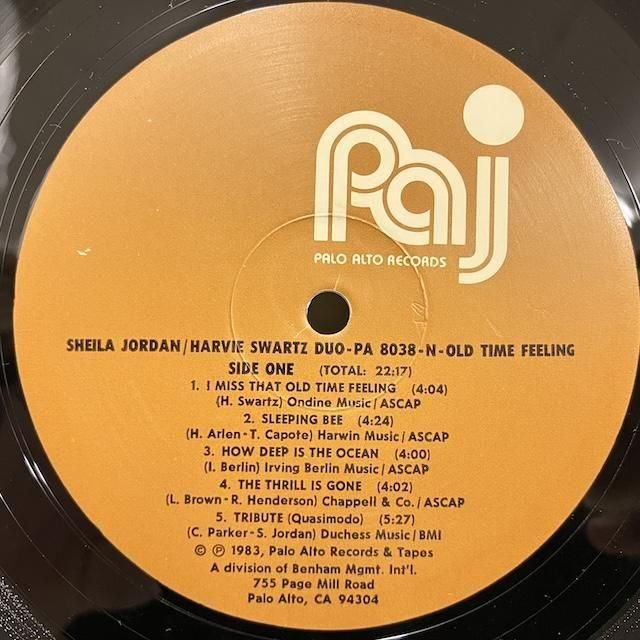 Paj
PALO ALTO RECORDS
SHEILA JORDAN/HARVIE SWARTZ DUO-PA 8038-N-OLD TIME FEELING
SIDE ONE (TOTAL: 22:17)
1. I MISS THAT OLD TIME FEELING (4:04)
(H. Swartz) Ondine Music/ASCAP
2. SLEEPING BEE (4:24)
(H. Arlen-T. Capote) Harwin Music/ASCAP
3. HOW DEEP IS THE OCEAN (4:00)
(I. Berlin) Irving Berlin Music/ASCAP
4. THE THRILL IS GONE (4:02)
(L. Brown-R. Henderson) Chappell & Co./ASCAP
5. TRIBUTE (Quasimodo) (5:27)
(C. Parker-S. Jordan) Duchess Music/BMI
© ℗ 1983, Palo Alto Records & Tapes
A division of Benham Mgmt. Int'l.
755 Page Mill Road
Palo Alto, CA 94304